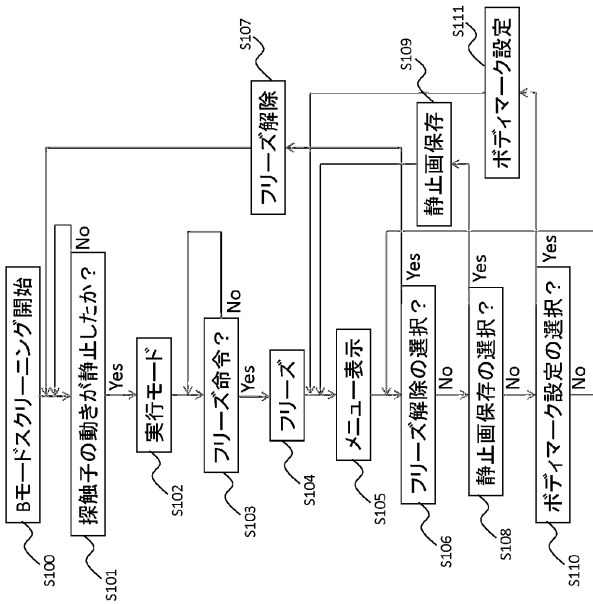 Bモードスクリーニング開始
S100
探触子の動きが静止したか？
S101
No
Yes
実行モード
S102
フリーズ命令？
S103
No
Yes
フリーズ
S104
メニュー表示
S105
フリーズ解除の選択？
S106
Yes
No
フリーズ解除
S107
静止画保存の選択？
S108
Yes
No
静止画保存
S109
ボディマーク設定の選択？
S110
Yes
No
ボディマーク設定
S111